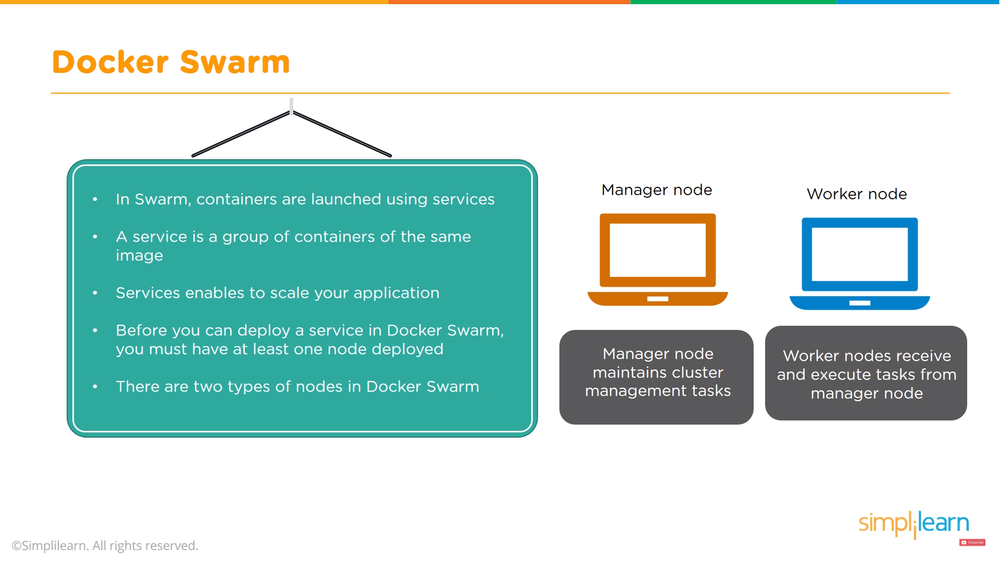 Docker Swarm
• In Swarm, containers are launched using services
• A service is a group of containers of the same
image
• Services enables to scale your application
• Before you can deploy a service in Docker Swarm,
you must have at least one node deployed
• There are two types of nodes in Docker Swarm
Manager node
Manager node
maintains cluster
management tasks
Worker node
Worker nodes receive
and execute tasks from
manager node
simplilearn
Subscribe
©Simplilearn. All rights reserved.